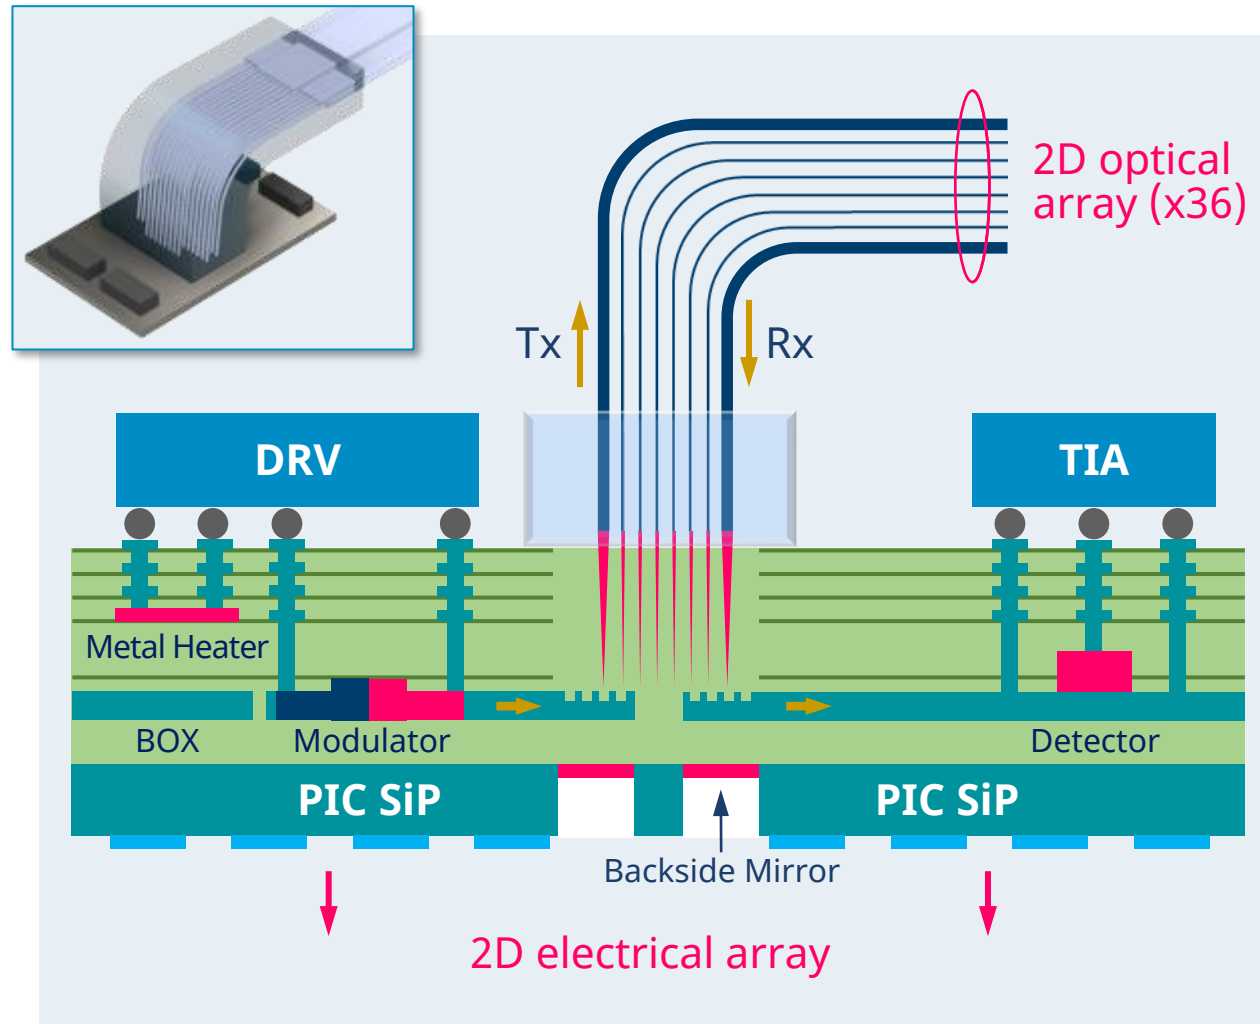 2D optical
array (x36)
Tx
Rx
DRV
TIA
Metal Heater
BOX
Modulator
Detector
PIC SiP
PIC SiP
Backside Mirror
2D electrical array